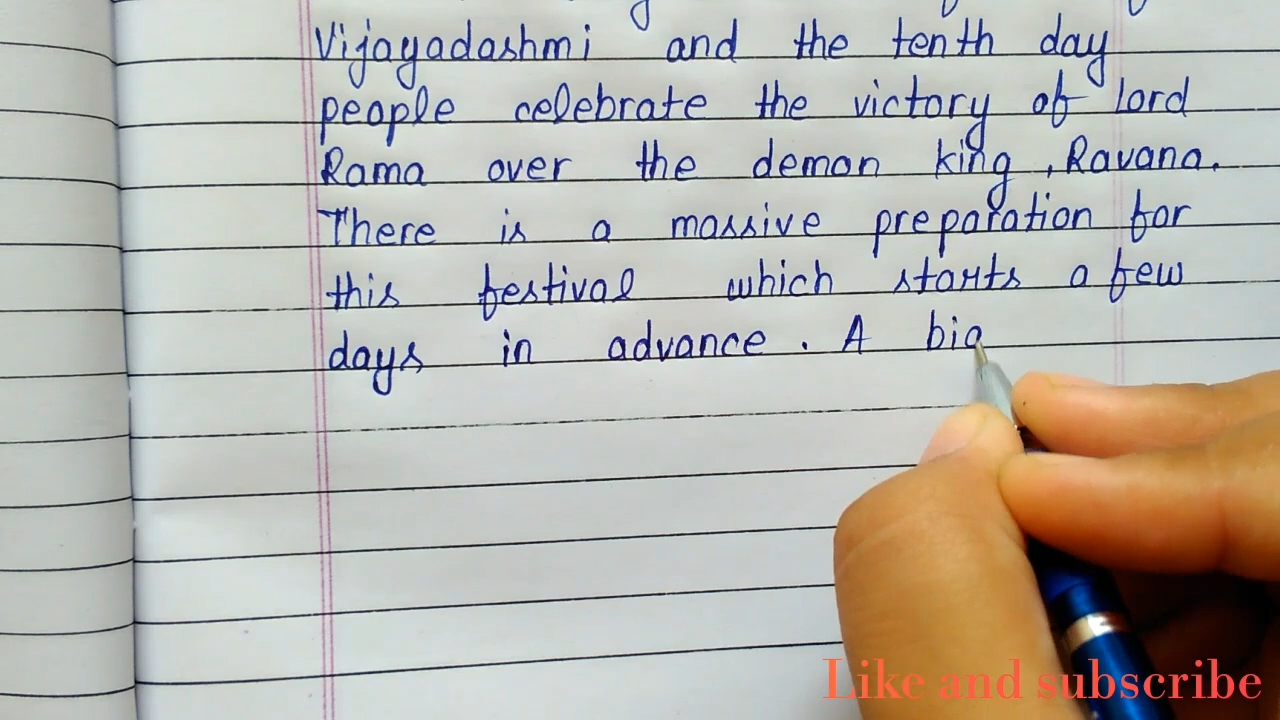 Vijayadashmi and the tenth day
people celebrate the victory of lord
Rama over the demon king , Ravana.
There is a massive preparation for
this festival which starts a few
days in advance . A
Like and subscribe